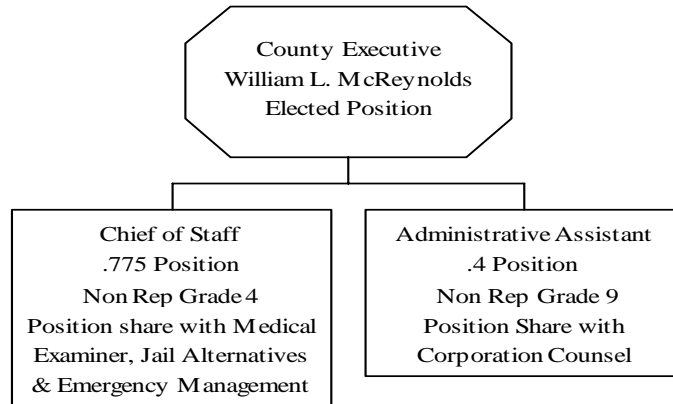 County Executive
William L. McReynolds
Elected Position
Chief of Staff
.775 Position
Non Rep Grade 4
Position share with Medical
Examiner, Jail Alternatives
& Emergency Management
Administrative Assistant
.4 Position
Non Rep Grade 9
Position Share with
Corporation Counsel